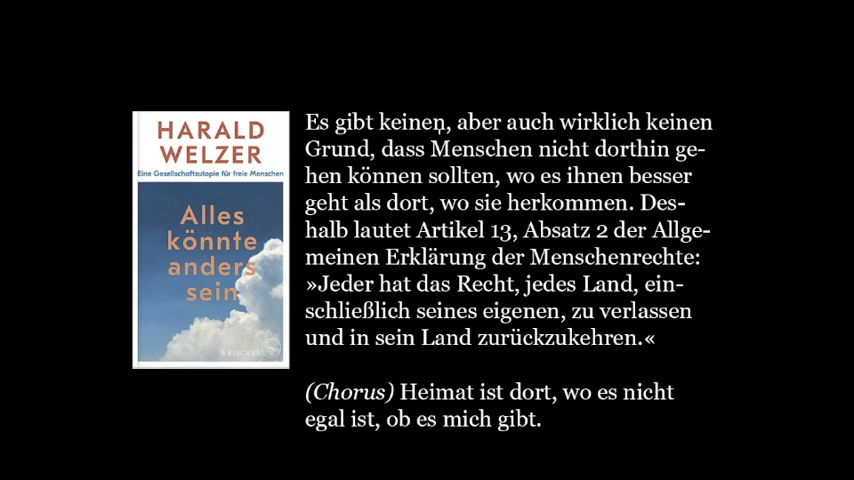 HARALD
WELZER
Eine Gesellschaftsutopie für freie Menschen
Alles
könnte
anders
sein
S. FISCHER
Es gibt keinen, aber auch wirklich keinen
Grund, dass Menschen nicht dorthin ge-
hen können sollten, wo es ihnen besser
geht als dort, wo sie herkommen. Des-
halb lautet Artikel 13, Absatz 2 der Allge-
meinen Erklärung der Menschenrechte:
»Jeder hat das Recht, jedes Land, ein-
schließlich seines eigenen, zu verlassen
und in sein Land zurückzukehren.«
(Chorus) Heimat ist dort, wo es nicht
egal ist, ob es mich gibt.